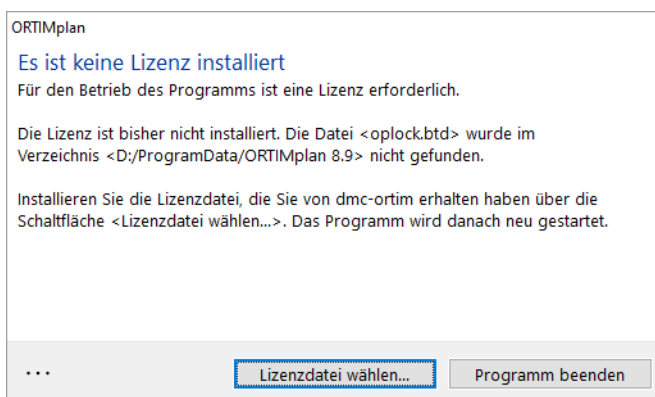 ORTIMplan
Es ist keine Lizenz installiert
Für den Betrieb des Programms ist eine Lizenz erforderlich.
Die Lizenz ist bisher nicht installiert. Die Datei <oplock.btd> wurde im
Verzeichnis <D:/ProgramData/ORTIMplan 8.9> nicht gefunden.
Installieren Sie die Lizenzdatei, die Sie von dmc-ortim erhalten haben über die
Schaltfläche <Lizenzdatei wählen...>. Das Programm wird danach neu gestartet.
... Lizenzdatei wählen... Programm beenden